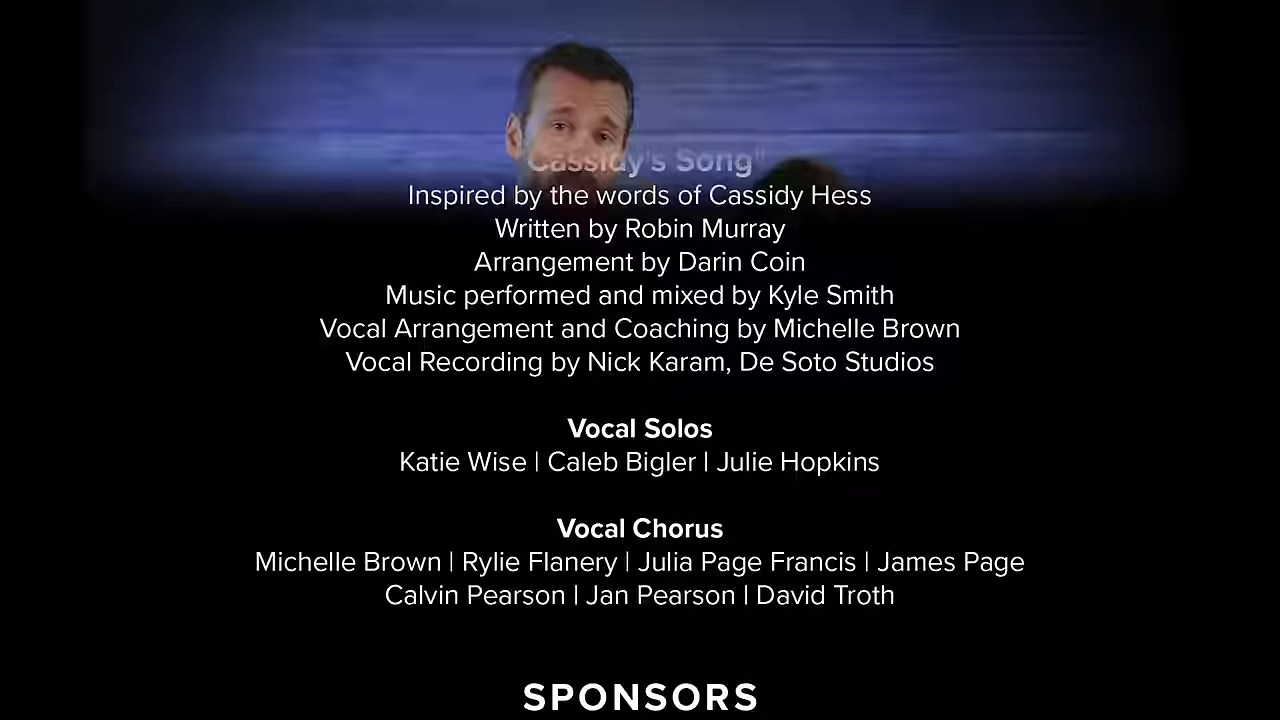 Cassidy's Song"
Inspired by the words of Cassidy Hess
Written by Robin Murray
Arrangement by Darin Coin
Music performed and mixed by Kyle Smith
Vocal Arrangement and Coaching by Michelle Brown
Vocal Recording by Nick Karam, De Soto Studios
Vocal Solos
Katie Wise | Caleb Bigler | Julie Hopkins
Vocal Chorus
Michelle Brown | Rylie Flanery | Julia Page Francis | James Page
Calvin Pearson | Jan Pearson | David Troth
SPONSORS